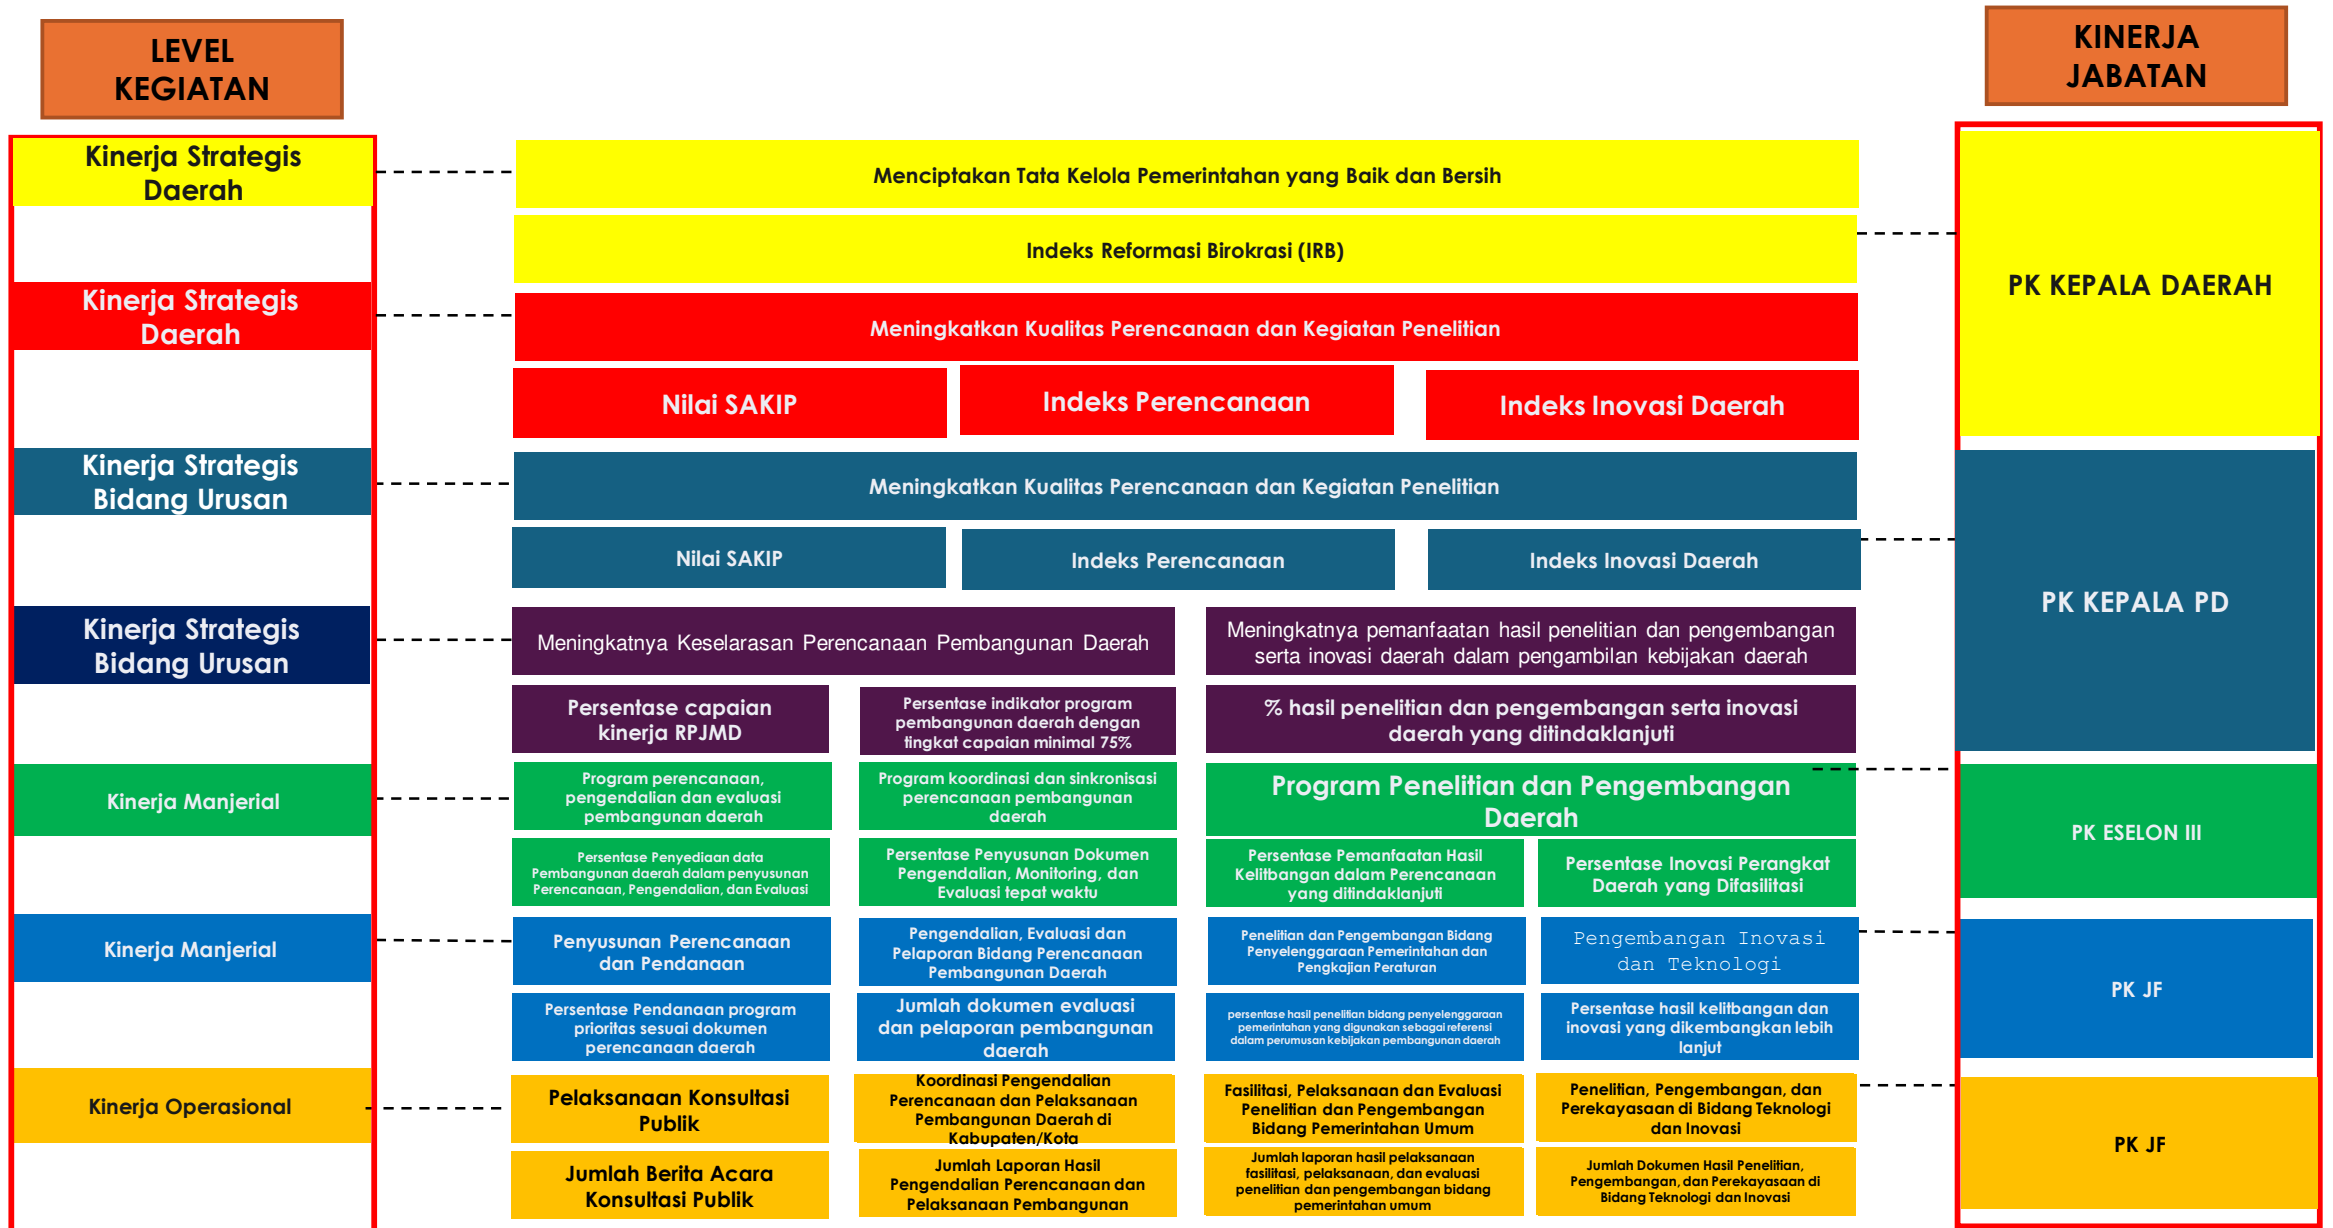 LEVEL
KEGIATAN
KINERJA
JABATAN
Kinerja Strategis
Daerah
Menciptakan Tata Kelola Pemerintahan yang Baik dan Bersih
Indeks Reformasi Birokrasi (IRB)
PK KEPALA DAERAH
Kinerja Strategis
Daerah
Meningkatkan Kualitas Perencanaan dan Kegiatan Penelitian
Nilai SAKIP
Indeks Perencanaan
Indeks Inovasi Daerah
Kinerja Strategis
Bidang Urusan
Meningkatkan Kualitas Perencanaan dan Kegiatan Penelitian
Nilai SAKIP
Indeks Perencanaan
Indeks Inovasi Daerah
PK KEPALA PD
Kinerja Strategis
Bidang Urusan
Meningkatnya Keselarasan Perencanaan Pembangunan Daerah
Meningkatnya pemanfaatan hasil penelitian dan pengembangan
serta inovasi daerah dalam pengambilan kebijakan daerah
Persentase capaian
kinerja RPJMD
Persentase indikator program
pembangunan daerah dengan
tingkat capaian minimal 75%
% hasil penelitian dan pengembangan serta inovasi
daerah yang ditindaklanjuti
Kinerja Manjerial
Program perencanaan,
pengendalian dan evaluasi
pembangunan daerah
Program koordinasi dan sinkronisasi
perencanaan pembangunan
daerah
Program Penelitian dan Pengembangan
Daerah
PK ESELON III
Persentase Penyediaan data
Pembangunan daerah dalam penyusunan
Perencanaan, Pengendalian, dan Evaluasi
Persentase Penyusunan Dokumen
Pengendalian, Monitoring, dan
Evaluasi tepat waktu
Persentase Pemanfaatan Hasil
Kelitbangan dalam Perencanaan
yang ditindaklanjuti
Persentase Inovasi Perangkat
Daerah yang Difasilitasi
Kinerja Manjerial
Penyusunan Perencanaan
dan Pendanaan
Pengendalian, Evaluasi dan
Pelaporan Bidang Perencanaan
Pembangunan Daerah
Penelitian dan Pengembangan Bidang
Penyelenggaraan Pemerintahan dan
Pengkajian Peraturan
Pengembangan Inovasi
dan Teknologi
PK JF
Persentase Pendanaan program
prioritas sesuai dokumen
perencanaan daerah
Jumlah dokumen evaluasi
dan pelaporan pembangunan
daerah
persentase hasil penelitian bidang penyelenggaraan
pemerintahan yang digunakan sebagai referensi
dalam perumusan kebijakan pembangunan daerah
Persentase hasil kelitbangan dan
inovasi yang dikembangkan lebih
lanjut
Kinerja Operasional
Pelaksanaan Konsultasi
Publik
Koordinasi Pengendalian
Perencanaan dan Pelaksanaan
Pembangunan Daerah di
Kabupaten/Kota
Fasilitasi, Pelaksanaan dan Evaluasi
Penelitian dan Pengembangan
Bidang Pemerintahan Umum
Penelitian, Pengembangan, dan
Perekayasaan di Bidang Teknologi
dan Inovasi
PK JF
Jumlah Berita Acara
Konsultasi Publik
Jumlah Laporan Hasil
Pengendalian Perencanaan dan
Pelaksanaan Pembangunan
Jumlah laporan hasil pelaksanaan
fasilitasi, pelaksanaan, dan evaluasi
penelitian dan pengembangan bidang
pemerintahan umum
Jumlah Dokumen Hasil Penelitian,
Pengembangan, dan Perekayasaan di
Bidang Teknologi dan Inovasi